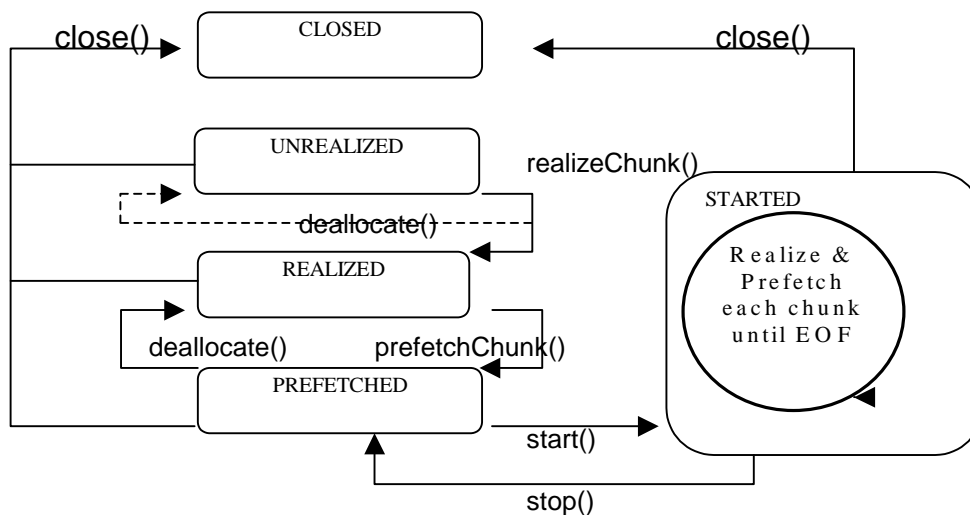 close()
CLOSED
close()
UNREALIZED
realizeChunk()
deallocate()
STARTED
REALIZED
Realize &
Prefetch
each chunk
until EOF
deallocate()
prefetchChunk()
PREFETCHED
start()
stop()